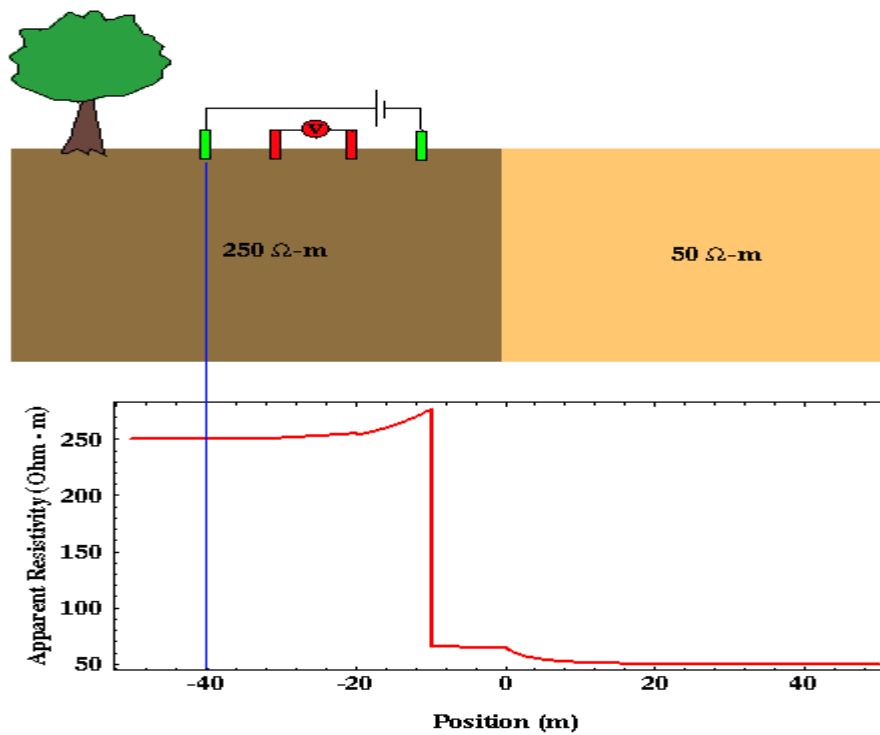 V
250 Ω-m
50 Ω-m
Apparent Resistivity (Ohm • m)
250
200
150
100
50
-40
-20
0
20
40
Position (m)